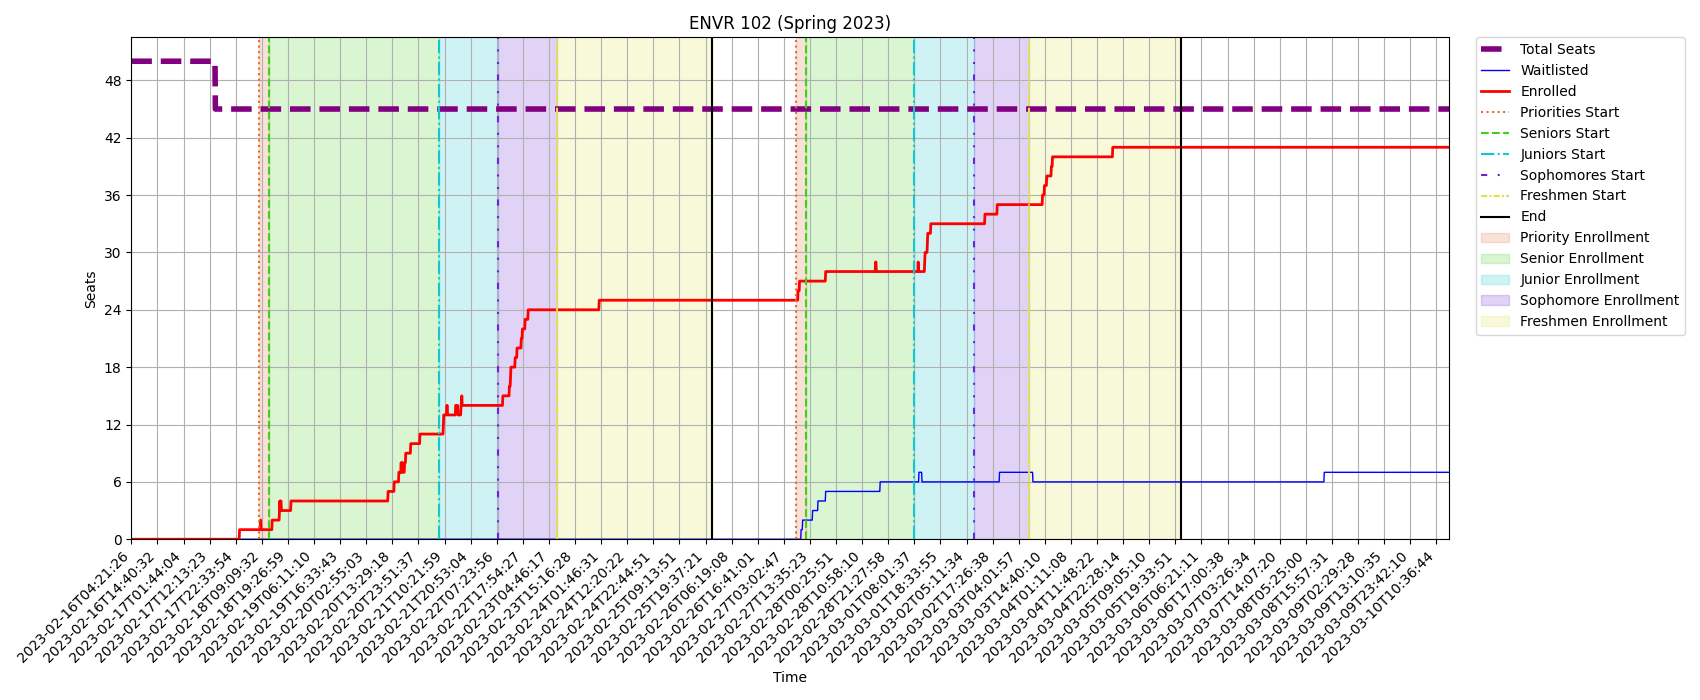 ENVR 102 (Spring 2023)
Seats
48
42
36
30
24
18
12
6
0
2023-02-16T04:21:26
2023-02-16T14:40:32
2023-02-17T01:44:04
2023-02-17T12:13:23
2023-02-17T22:33:54
2023-02-18T09:09:32
2023-02-18T19:26:59
2023-02-19T06:11:10
2023-02-19T16:33:43
2023-02-20T02:55:03
2023-02-20T13:29:18
2023-02-20T23:51:37
2023-02-21T10:21:59
2023-02-21T20:53:04
2023-02-22T07:23:56
2023-02-22T17:54:27
2023-02-23T04:46:17
2023-02-23T15:16:28
2023-02-24T01:46:31
2023-02-24T12:20:22
2023-02-24T22:44:51
2023-02-25T09:13:51
2023-02-25T19:37:21
2023-02-26T06:19:08
2023-02-26T16:41:01
2023-02-27T03:02:47
2023-02-27T13:35:23
2023-02-28T00:25:51
2023-02-28T10:58:10
2023-02-28T21:27:58
2023-03-01T08:01:37
2023-03-01T18:33:55
2023-03-02T05:11:34
2023-03-02T17:26:38
2023-03-03T04:01:57
2023-03-03T14:40:10
2023-03-04T01:11:08
2023-03-04T11:48:22
2023-03-04T22:28:14
2023-03-05T09:05:10
2023-03-05T19:33:51
2023-03-06T06:21:11
2023-03-06T17:00:38
2023-03-07T03:26:34
2023-03-07T14:07:20
2023-03-08T05:25:00
2023-03-08T15:57:31
2023-03-09T02:29:28
2023-03-09T13:10:35
2023-03-09T23:42:10
2023-03-10T10:36:44
Time
Total Seats
Waitlisted
Enrolled
Priorities Start
Seniors Start
Juniors Start
Sophomores Start
Freshmen Start
End
Priority Enrollment
Senior Enrollment
Junior Enrollment
Sophomore Enrollment
Freshmen Enrollment